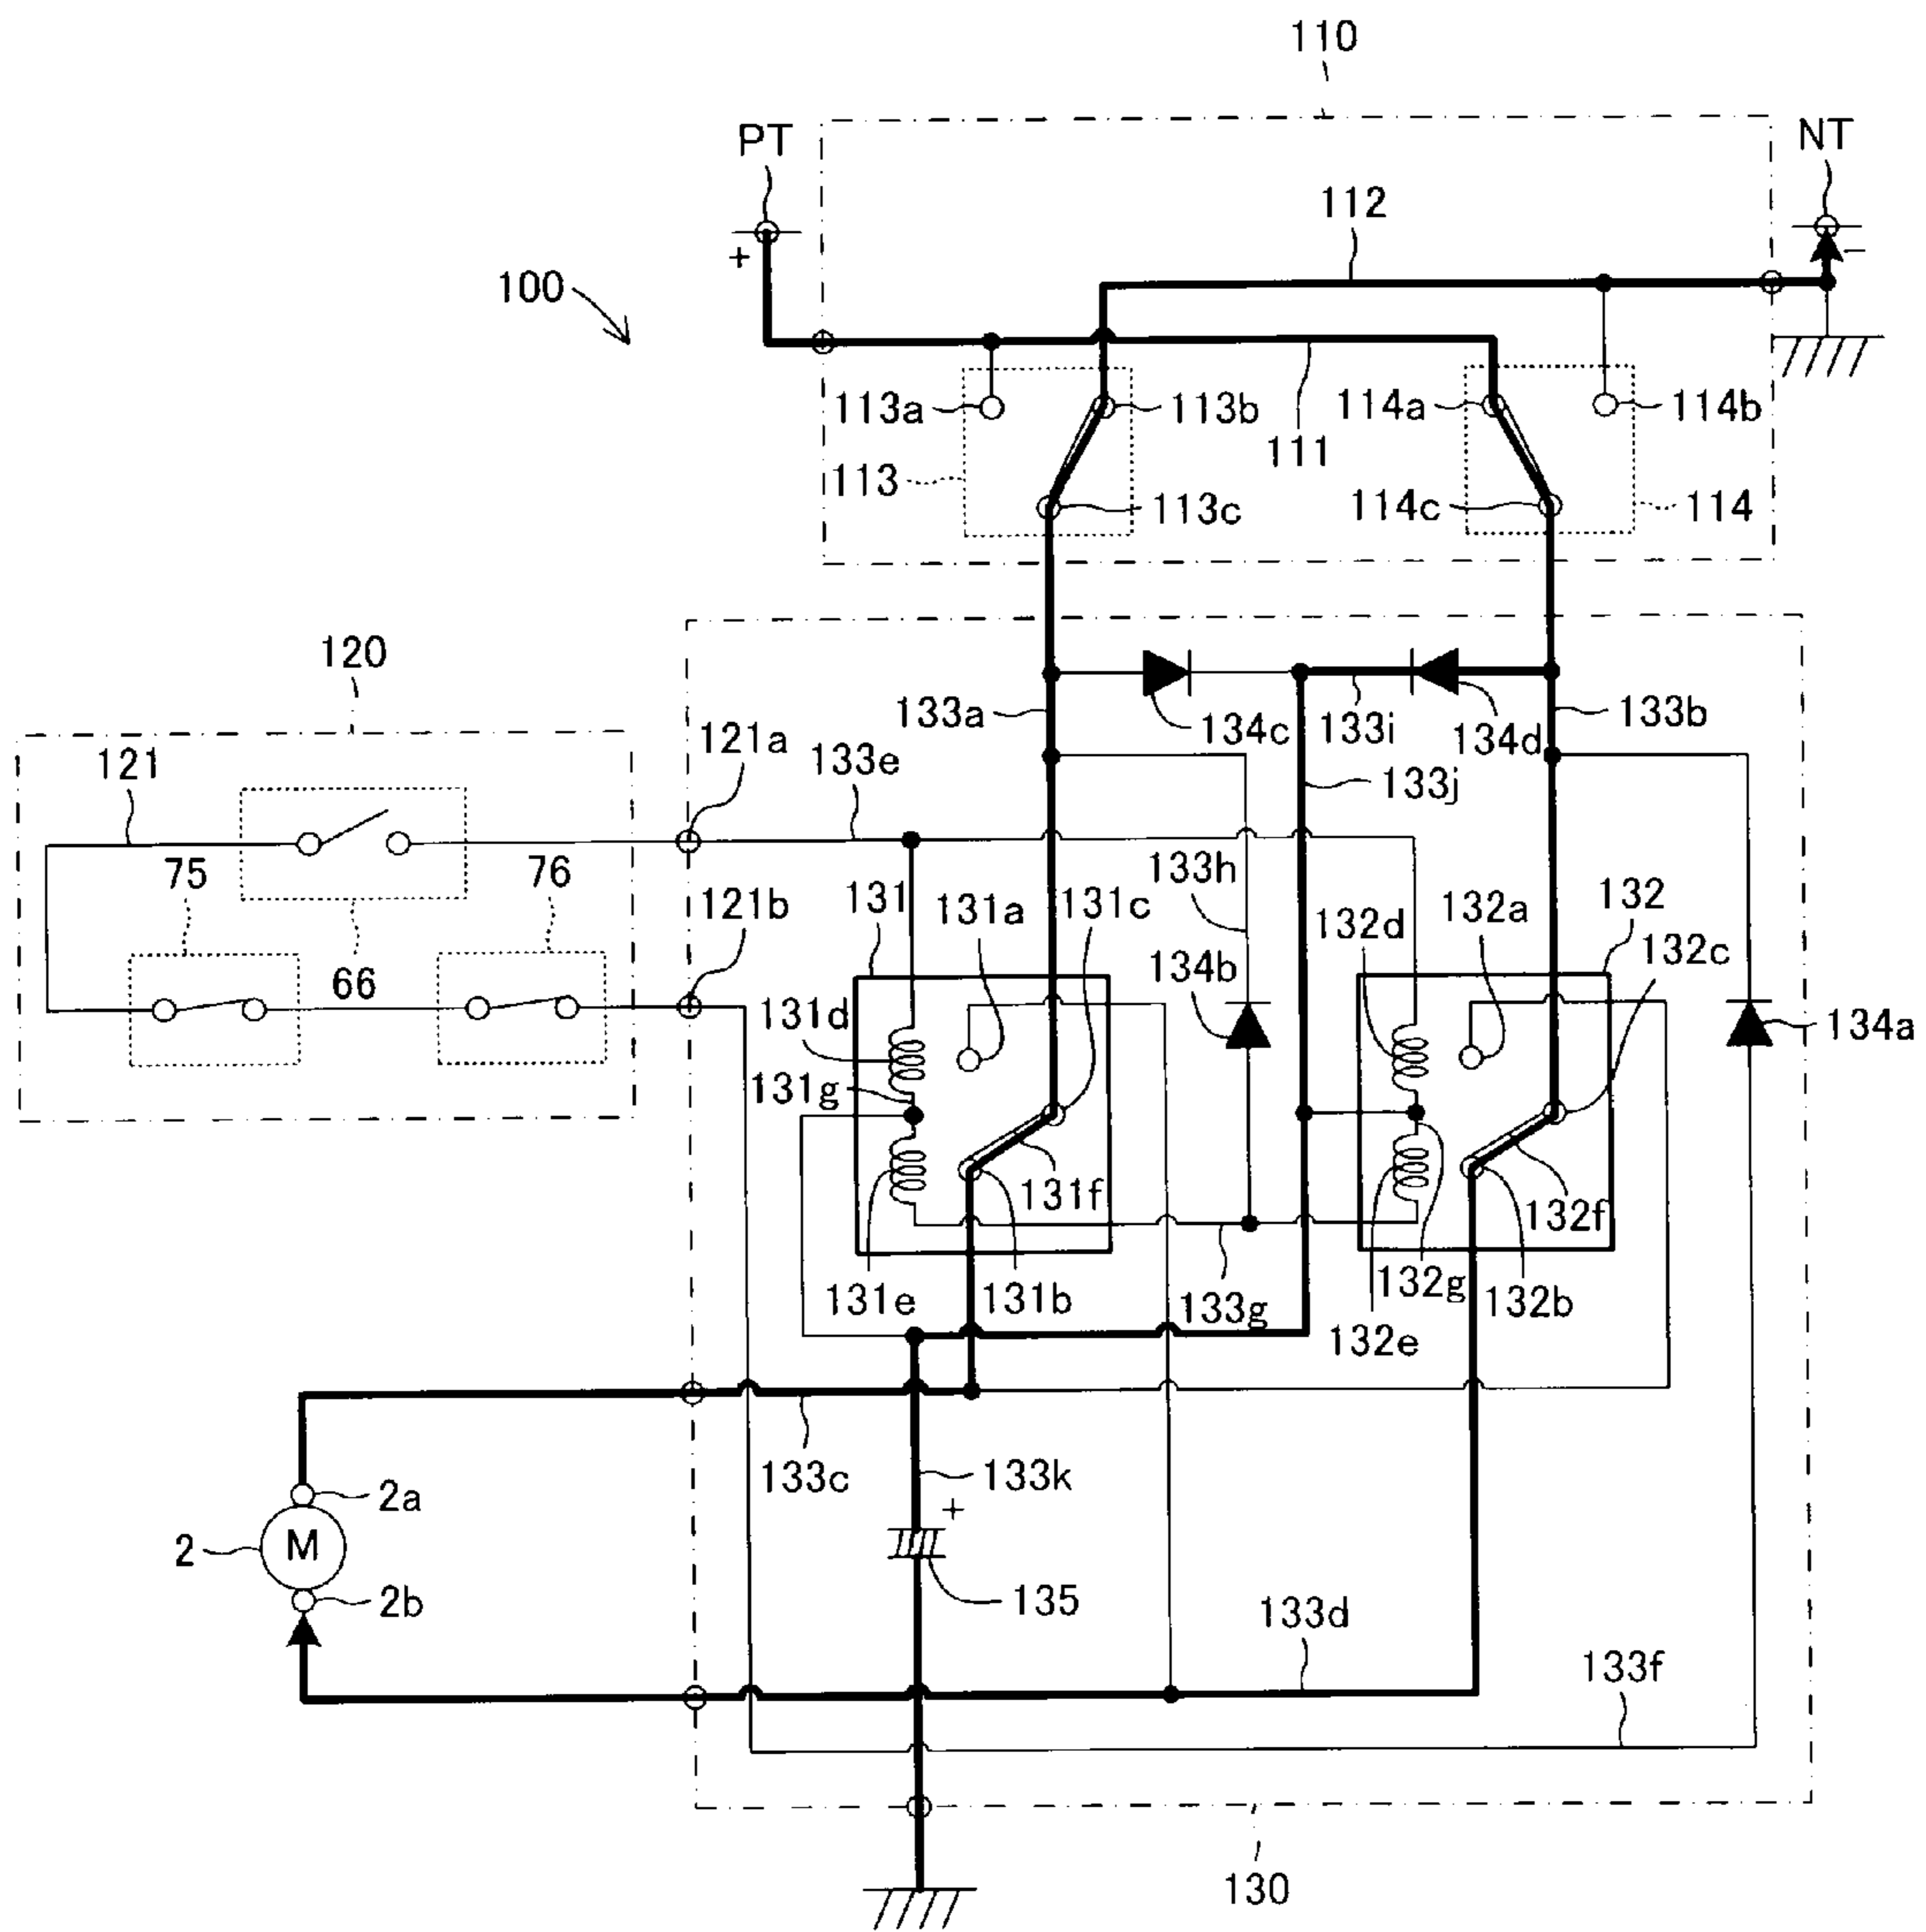 110
PT
NT
112
+
−
100
113a
113b
114a
114b
111
113
113c
114c
114
120
133a
134c
133i
134d
133b
121
121a
133e
133j
75
76
133h
131
131a
131c
132d
132a
132
132c
121b
66
131d
134b
134a
131g
131f
132f
131e
131b
133g
132g
132b
132e
133c
133k
+
2a
2
M
2b
135
133d
133f
130